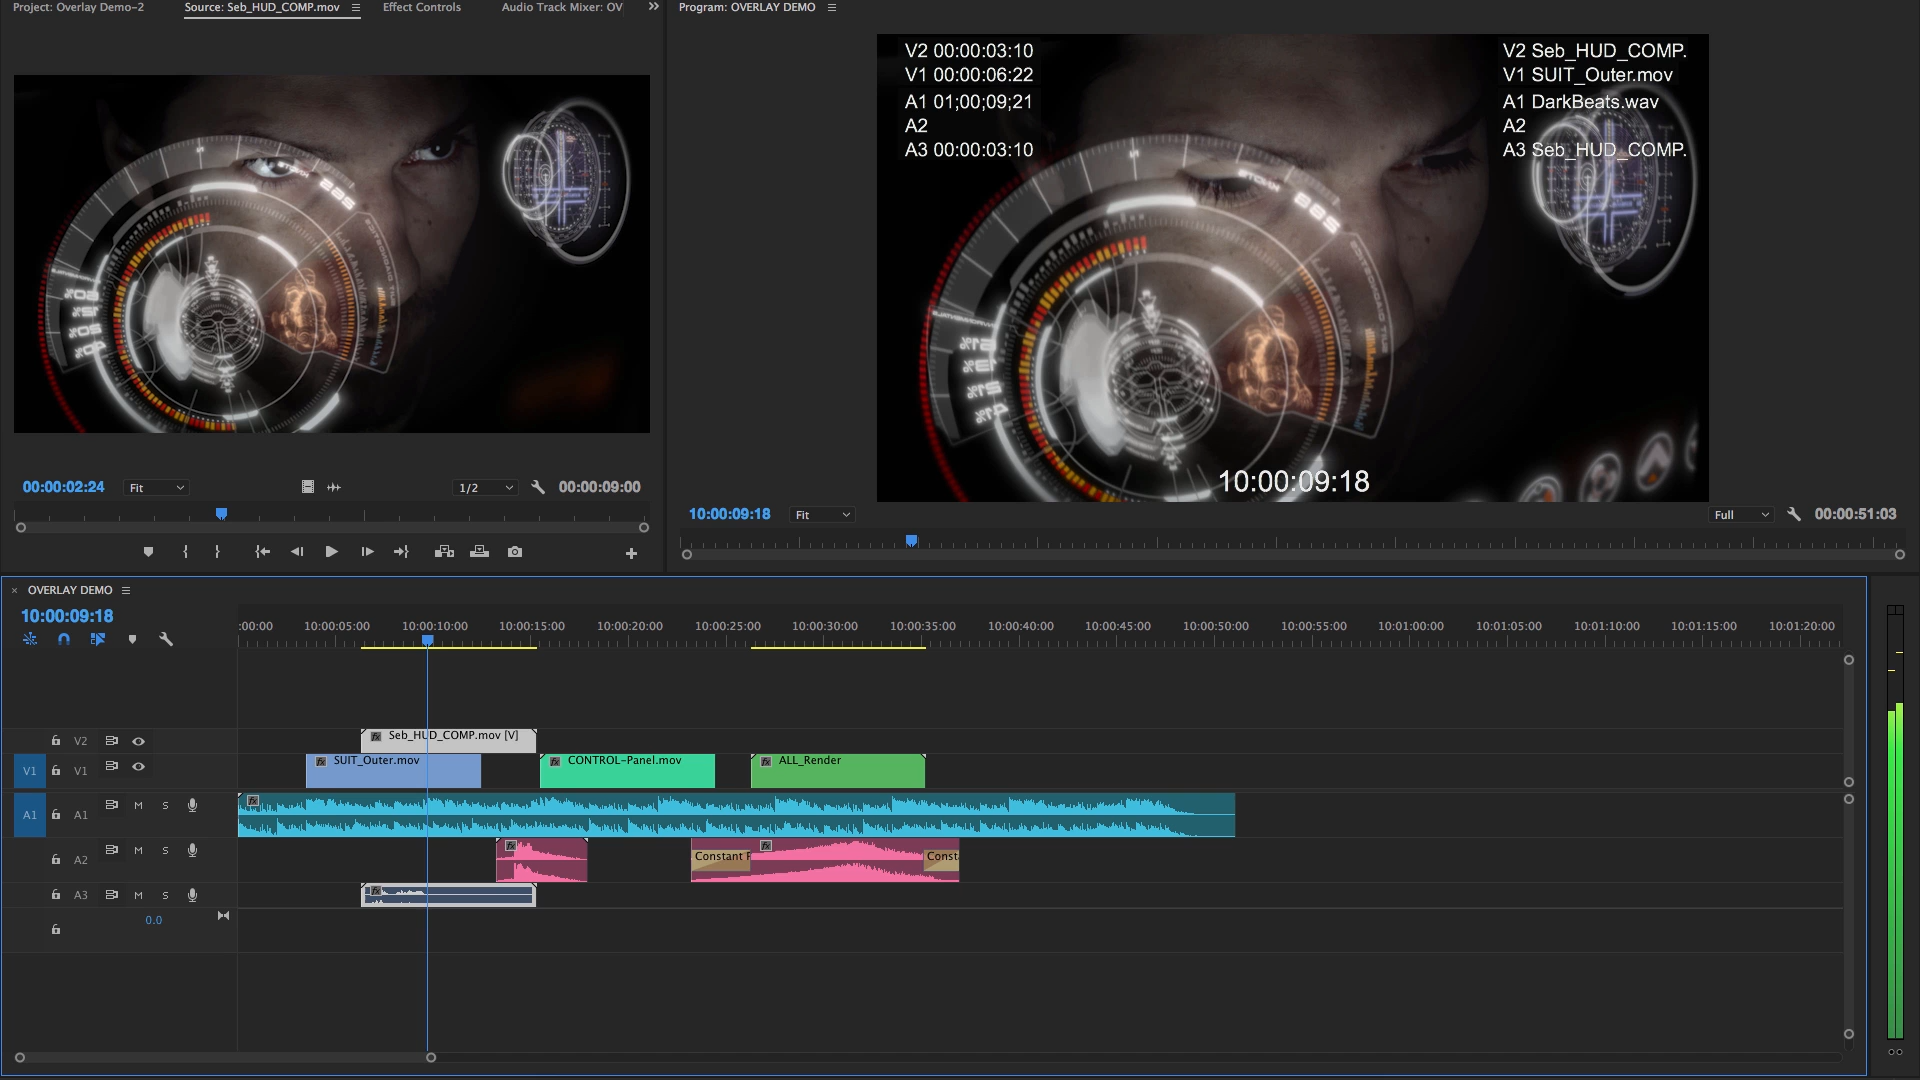 Project: Overlay Demo-2
Source: Seb_HUD_COMP.mov
Effect Controls
Audio Track Mixer: OV
Program: OVERLAY DEMO
V2 00:00:03:10
V1 00:00:06:22
A1 01;00;09;21
A2
A3 00:00:03:10
V2 Seb_HUD_COMP.
V1 SUIT_Outer.mov
A1 DarkBeats.wav
A2
A3 Seb_HUD_COMP.
10:00:09:18
00:00:02:24
Fit
1/2
00:00:09:00
10:00:09:18
Fit
Full
00:00:51:03
OVERLAY DEMO
10:00:09:18
:00:00
10:00:05:00
10:00:10:00
10:00:15:00
10:00:20:00
10:00:25:00
10:00:30:00
10:00:35:00
10:00:40:00
10:00:45:00
10:00:50:00
10:00:55:00
10:01:00:00
10:01:05:00
10:01:10:00
10:01:15:00
10:01:20:00
V2
fx Seb_HUD_COMP.mov [V]
V1
V1
fx SUIT_Outer.mov
fx CONTROL-Panel.mov
fx ALL_Render
A1
A1
M
S
fx
A2
M
S
fx
Constant P
fx
Const
A3
M
S
fx
0.0